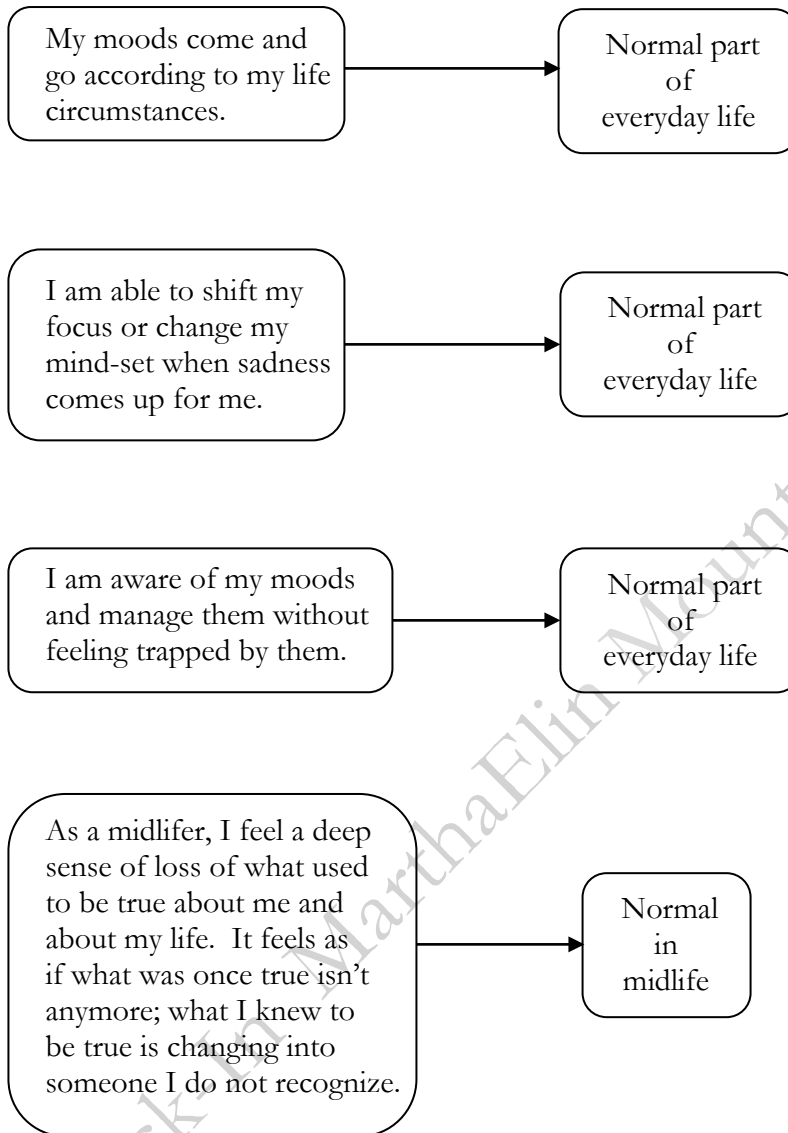 My moods come and
go according to my life
circumstances.
Normal part
of
everyday life
I am able to shift my
focus or change my
mind-set when sadness
comes up for me.
Normal part
of
everyday life
I am aware of my moods
and manage them without
feeling trapped by them.
Normal part
of
everyday life
As a midlifer, I feel a deep
sense of loss of what used
to be true about me and
about my life.  It feels as
if what was once true isn't
anymore; what I knew to
be true is changing into
someone I do not recognize.
Normal
in
midlife
MarthaElin